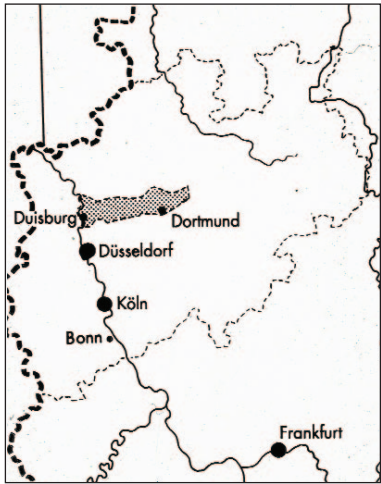 Duisburg
Dortmund
Düsseldorf
Köln
Bonn
Frankfurt